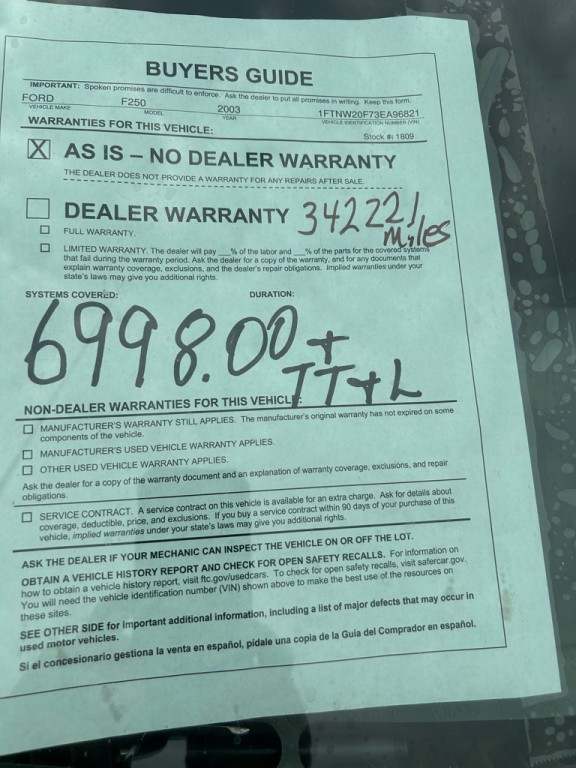 BUYERS GUIDE
IMPORTANT: Spoken promises are difficult to enforce. Ask the dealer to put all promises in writing. Keep this form.
FORD F250 2003 1FTNW20F73EA96821
VEHICLE MAKE MODEL YEAR VEHICLE IDENTIFICATION NUMBER (VIN)
WARRANTIES FOR THIS VEHICLE:
Stock #: 1809
X AS IS – NO DEALER WARRANTY
THE DEALER DOES NOT PROVIDE A WARRANTY FOR ANY REPAIRS AFTER SALE.
DEALER WARRANTY 342221
Myles
FULL WARRANTY.
LIMITED WARRANTY. The dealer will pay ___% of the labor and ___% of the parts for the covered systems
that fail during the warranty period. Ask the dealer for a copy of the warranty, and for any documents that
explain warranty coverage, exclusions, and the dealer's repair obligations. Implied warranties under your
state's laws may give you additional rights.
SYSTEMS COVERED: DURATION:
6998.00 +
TT+L
NON-DEALER WARRANTIES FOR THIS VEHICLE:
MANUFACTURER'S WARRANTY STILL APPLIES. The manufacturer's original warranty has not expired on some
components of the vehicle.
MANUFACTURER'S USED VEHICLE WARRANTY APPLIES.
OTHER USED VEHICLE WARRANTY APPLIES.
Ask the dealer for a copy of the warranty document and an explanation of warranty coverage, exclusions, and repair
obligations.
SERVICE CONTRACT. A service contract on this vehicle is available for an extra charge. Ask for details about
coverage, deductible, price, and exclusions. If you buy a service contract within 90 days of your purchase of this
vehicle, implied warranties under your state's laws may give you additional rights.
ASK THE DEALER IF YOUR MECHANIC CAN INSPECT THE VEHICLE ON OR OFF THE LOT.
OBTAIN A VEHICLE HISTORY REPORT AND CHECK FOR OPEN SAFETY RECALLS. For information on
how to obtain a vehicle history report, visit ftc.gov/usedcars. To check for open safety recalls, visit safercar.gov.
You will need the vehicle identification number (VIN) shown above to make the best use of the resources on
these sites.
SEE OTHER SIDE for important additional information, including a list of major defects that may occur in
used motor vehicles.
Si el concesionario gestiona la venta en español, pídale una copia de la Guía del Comprador en español.